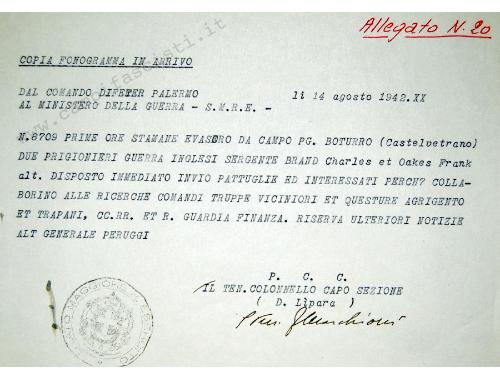 Allegato N.20
COPIA FONOGRAMMA IN ARRIVO
DAL COMANDO DIFETER PALERMO
AL MINISTERO DELLA GUERRA - S.M.R.E. -
li 14 agosto 1942.XX
N.8709 PRIME ORE STAMANE EVASERO DA CAMPO PG. BOTURRO (Castelvetrano)
DUE PRIGIONIERI GUERRA INGLESI SERGENTE BRAND Charles et Oakes Frank
alt. DISPOSTO IMMEDIATO INVIO PATTUGLIE ED INTERESSATI PERCH? COLLA-
BORINO ALLE RICERCHE COMANDI TRUPPE VICINIORI ET QUESTURE AGRIGENTO
ET TRAPANI, CC.RR. ET R. GUARDIA FINANZA. RISERVA ULTERIORI NOTIZIE
ALT GENERALE PERUGGI
P. C. C.
IL TEN.COLONNELLO CAPO SEZIONE
( D. Lipara )
www.campifascisti.it